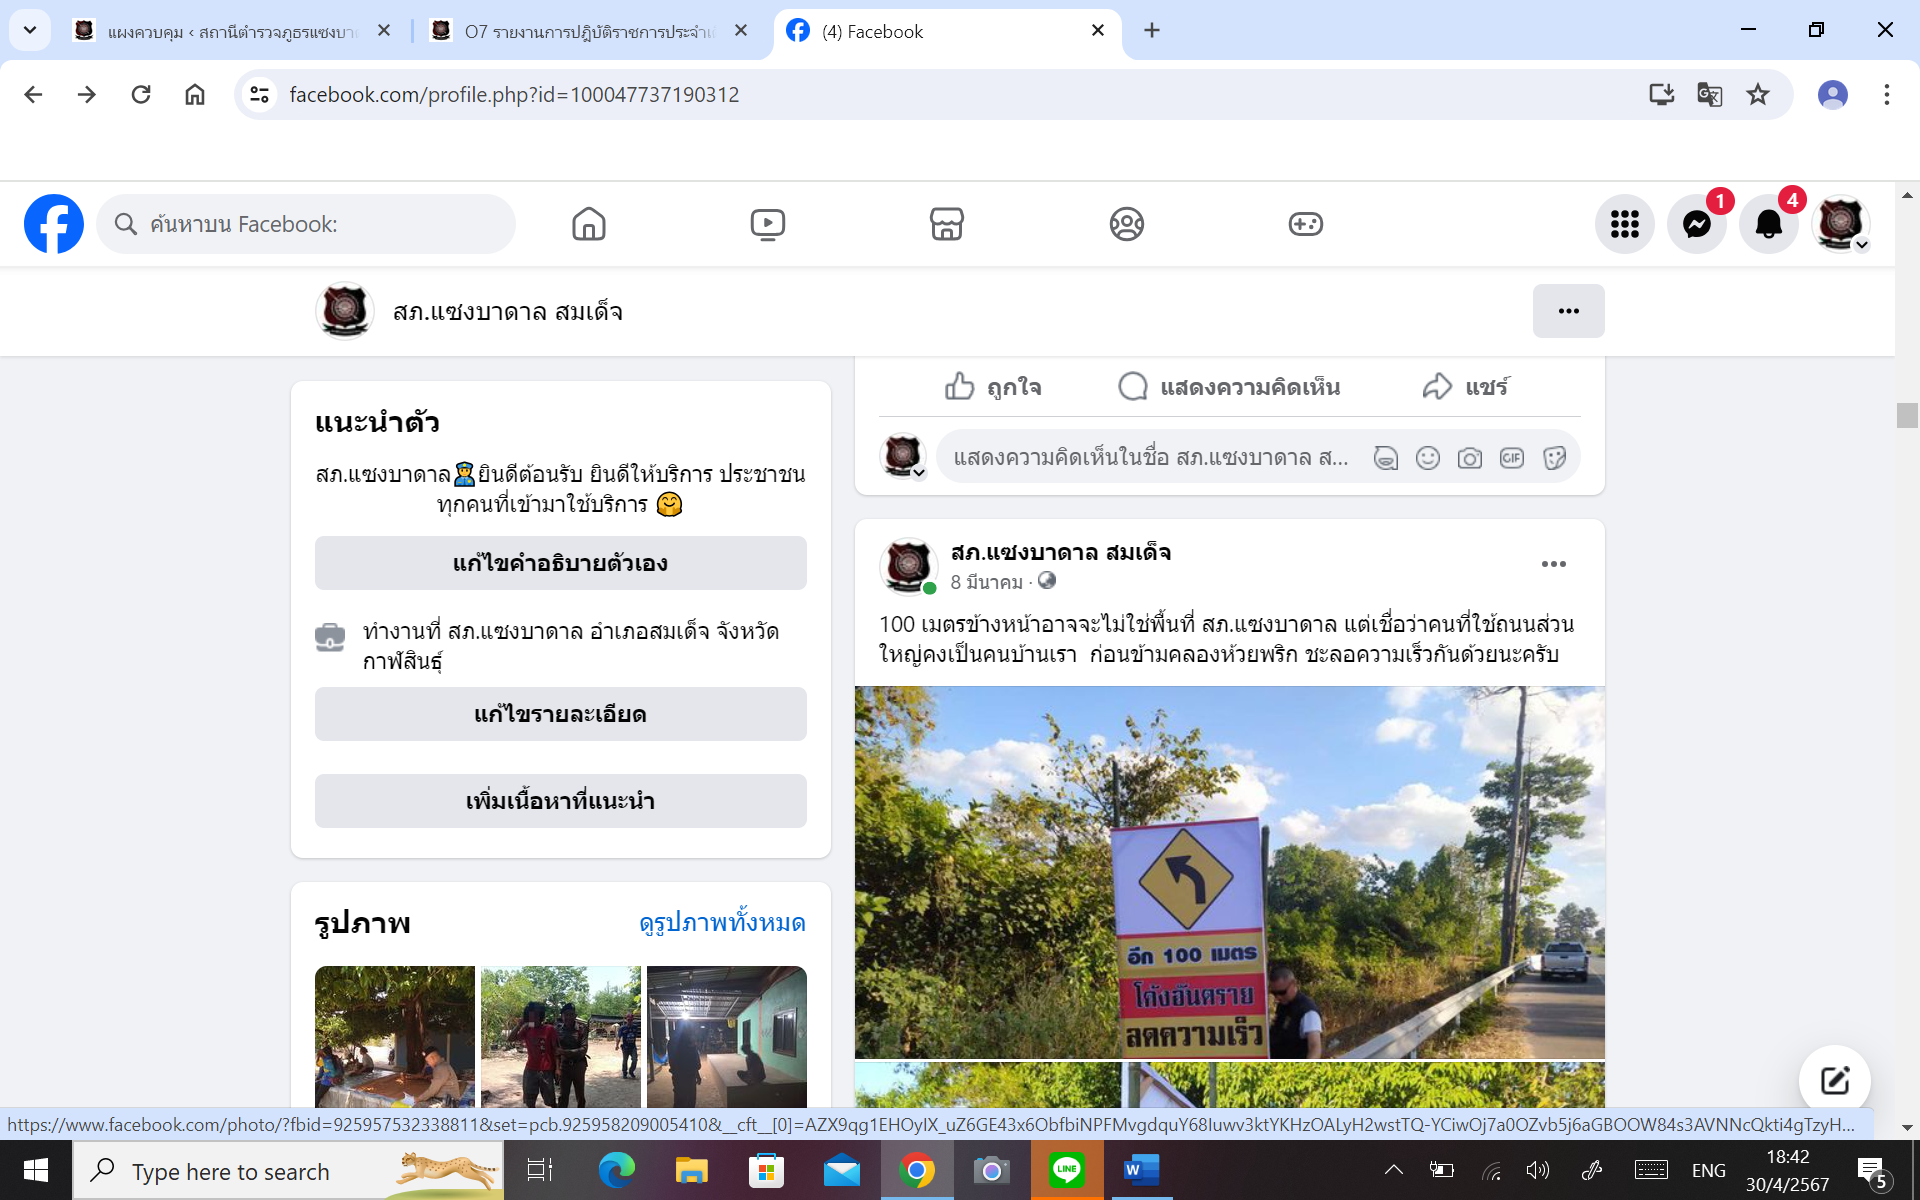 แผงควบคุม ‹ สถานีตำรวจภูธรแซงบา
O7 รายงานการปฏิบัติราชการประจำ
(4) Facebook
facebook.com/profile.php?id=100047737190312
ค้นหาบน Facebook:
1
4
สภ.แซงบาดาล สมเด็จ
ถูกใจ
แสดงความคิดเห็น
แชร์
แสดงความคิดเห็นในชื่อ สภ.แซงบาดาล ส...
GIF
แนะนำตัว
สภ.แซงบาดาล👮ยินดีต้อนรับ ยินดีให้บริการ ประชาชน
ทุกคนที่เข้ามาใช้บริการ 🤗
แก้ไขคำอธิบายตัวเอง
ทำงานที่ สภ.แซงบาดาล อำเภอสมเด็จ จังหวัด
กาฬสินธุ์
แก้ไขรายละเอียด
เพิ่มเนื้อหาที่แนะนำ
รูปภาพ
ดูรูปภาพทั้งหมด
สภ.แซงบาดาล สมเด็จ
8 มีนาคม ·
100 เมตรข้างหน้าอาจจะไม่ใช่พื้นที่ สภ.แซงบาดาล แต่เชื่อว่าคนที่ใช้ถนนส่วน
ใหญ่คงเป็นคนบ้านเรา  ก่อนข้ามคลองห้วยพริก ชะลอความเร็วกันด้วยนะครับ
อีก 100 เมตร
โค้งอันตราย
ลดความเร็ว
https://www.facebook.com/photo/?fbid=925957532338811&set=pcb.925958209005410&__cft__[0]=AZX9qg1EHOyIX_uZ6GE43x6ObfbiNPFMvgdquY68Iuwv3ktYKHzOALyH2wstTQ-YCiwOj7a0OZvb5j6aGBOOW84s3AVNNcQkti4gTzyH...
Type here to search
LINE
W
ENG
18:42
30/4/2567
5